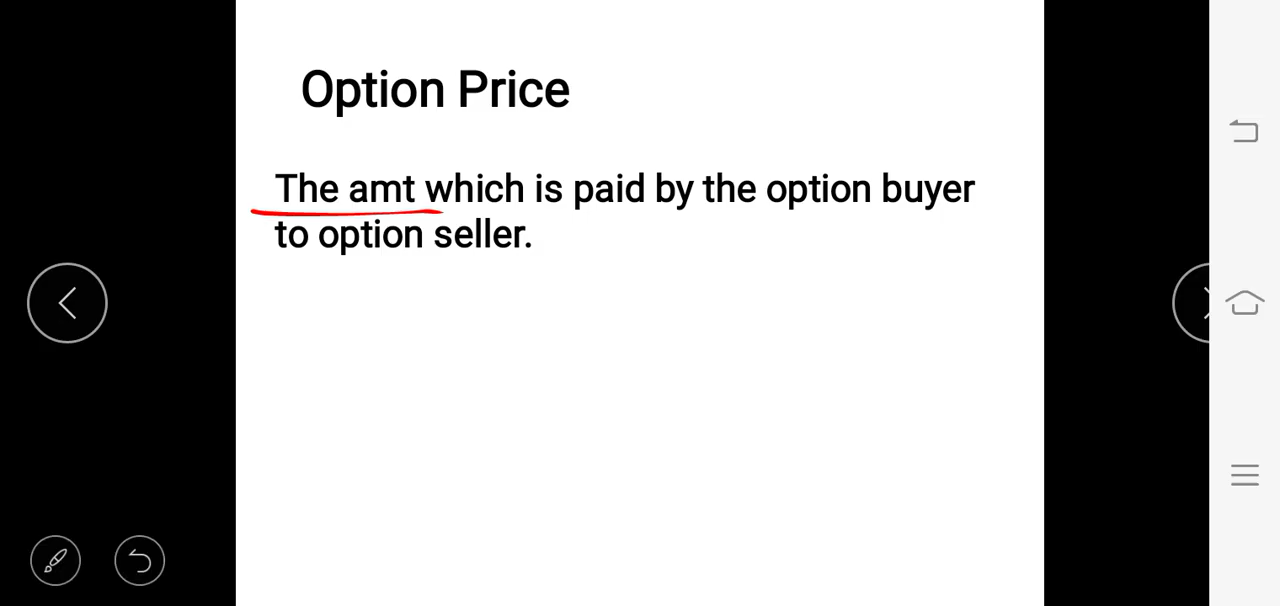 Option Price
The amt which is paid by the option buyer
to option seller.